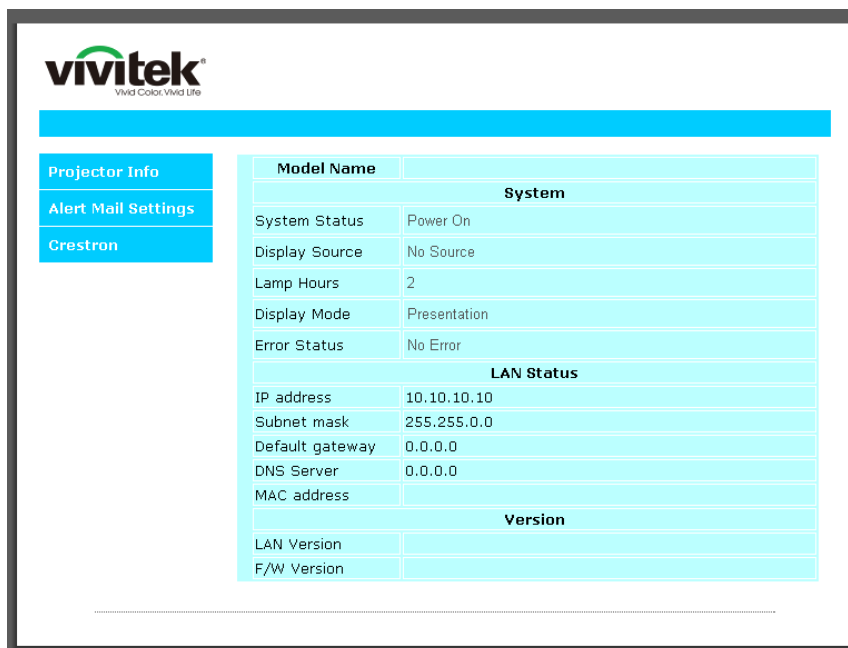 vivitek®
Vivid Color. Vivid Life
Projector Info
Alert Mail Settings
Crestron
Model Name
System
System Status Power On
Display Source No Source
Lamp Hours 2
Display Mode Presentation
Error Status No Error
LAN Status
IP address 10.10.10.10
Subnet mask 255.255.0.0
Default gateway 0.0.0.0
DNS Server 0.0.0.0
MAC address
Version
LAN Version
F/W Version